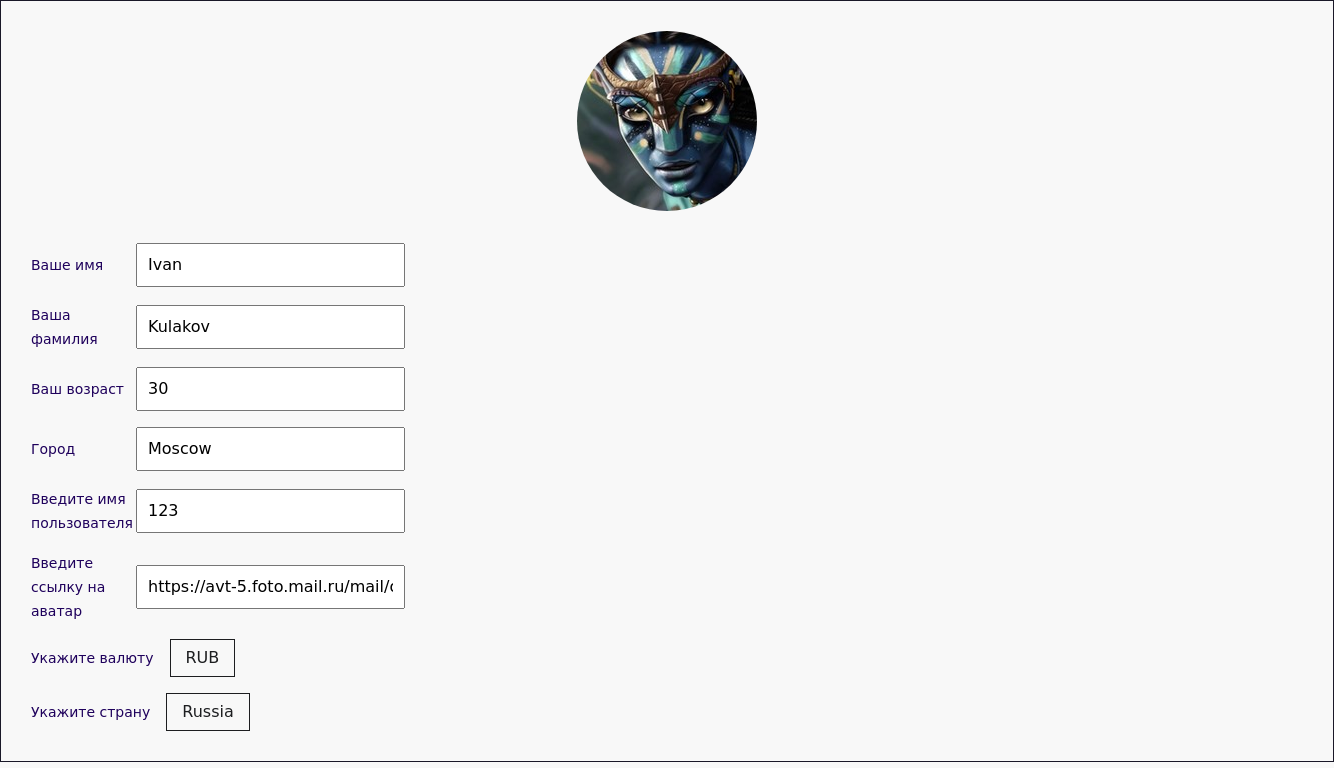 Ваше имя
Ivan
Ваша
фамилия
Kulakov
Ваш возраст
30
Город
Moscow
Введите имя
пользователя
123
Введите
ссылку на
аватар
https://avt-5.foto.mail.ru/mail/
Укажите валюту
RUB
Укажите страну
Russia